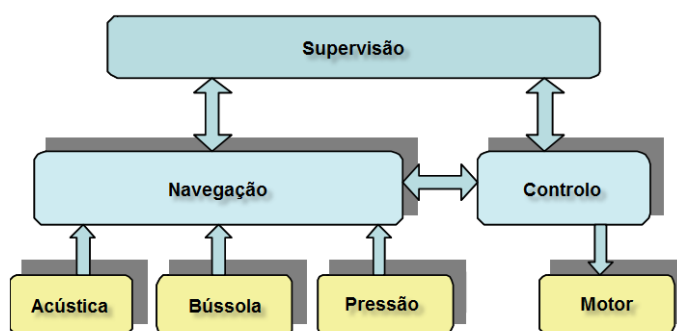 Supervisão
Navegação
Controlo
Acústica
Bússola
Pressão
Motor